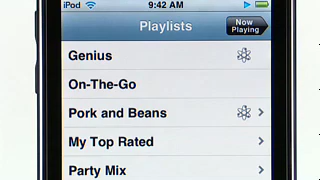 iPod 9:42 AM
Playlists
Now Playing
Genius
On-The-Go
Pork and Beans
My Top Rated
Party Mix